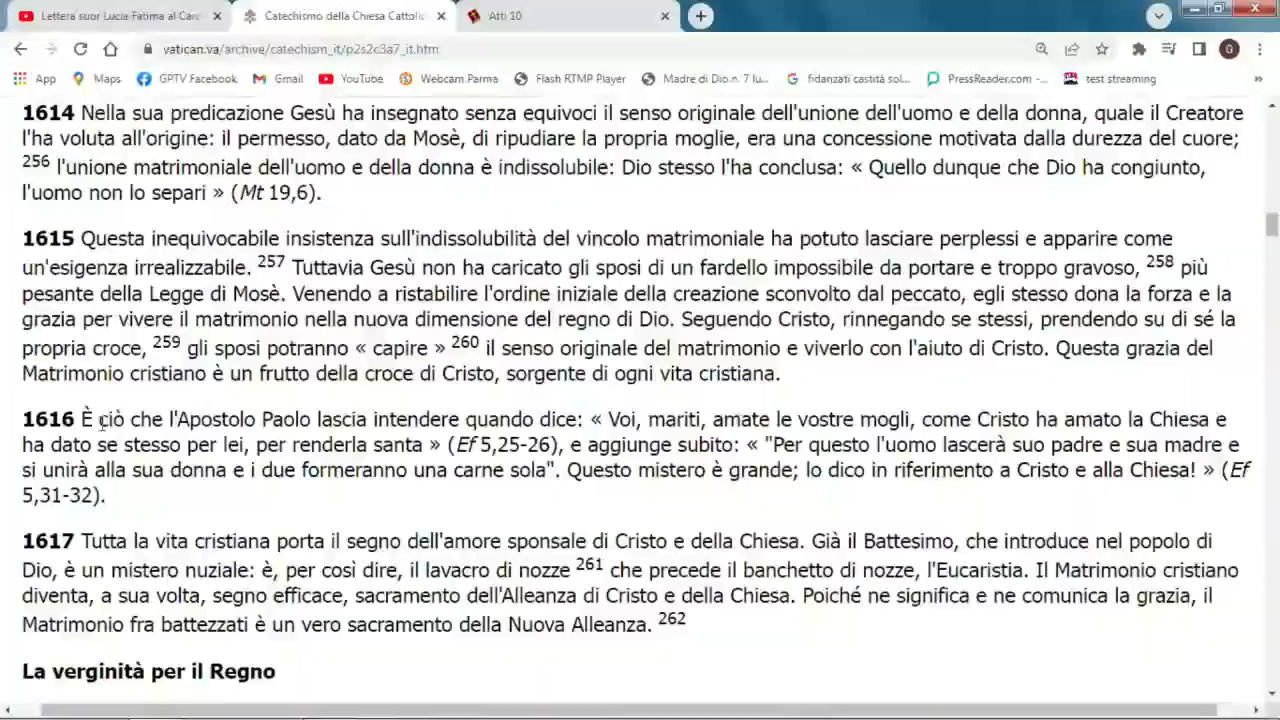 Lettera suor Lucia Fatima al Card
Catechismo della Chiesa Cattolic
Atti 10
vatican.va/archive/catechism_it/p2s2c3a7_it.htm
G
App Maps GPTV Facebook Gmail YouTube Webcam Parma Flash RTMP Player Madre di Dio n. 7 lu... fidanzati castità sol... PressReader.com -... test streaming »
1614 Nella sua predicazione Gesù ha insegnato senza equivoci il senso originale dell'unione dell'uomo e della donna, quale il Creatore
l'ha voluta all'origine: il permesso, dato da Mosè, di ripudiare la propria moglie, era una concessione motivata dalla durezza del cuore;
256 l'unione matrimoniale dell'uomo e della donna è indissolubile: Dio stesso l'ha conclusa: « Quello dunque che Dio ha congiunto,
l'uomo non lo separi » (Mt 19,6).
1615 Questa inequivocabile insistenza sull'indissolubilità del vincolo matrimoniale ha potuto lasciare perplessi e apparire come
un'esigenza irrealizzabile. 257 Tuttavia Gesù non ha caricato gli sposi di un fardello impossibile da portare e troppo gravoso, 258 più
pesante della Legge di Mosè. Venendo a ristabilire l'ordine iniziale della creazione sconvolto dal peccato, egli stesso dona la forza e la
grazia per vivere il matrimonio nella nuova dimensione del regno di Dio. Seguendo Cristo, rinnegando se stessi, prendendo su di sé la
propria croce, 259 gli sposi potranno « capire » 260 il senso originale del matrimonio e viverlo con l'aiuto di Cristo. Questa grazia del
Matrimonio cristiano è un frutto della croce di Cristo, sorgente di ogni vita cristiana.
1616 È ciò che l'Apostolo Paolo lascia intendere quando dice: « Voi, mariti, amate le vostre mogli, come Cristo ha amato la Chiesa e
ha dato se stesso per lei, per renderla santa » (Ef 5,25-26), e aggiunge subito: « "Per questo l'uomo lascerà suo padre e sua madre e
si unirà alla sua donna e i due formeranno una carne sola". Questo mistero è grande; lo dico in riferimento a Cristo e alla Chiesa! » (Ef
5,31-32).
1617 Tutta la vita cristiana porta il segno dell'amore sponsale di Cristo e della Chiesa. Già il Battesimo, che introduce nel popolo di
Dio, è un mistero nuziale: è, per così dire, il lavacro di nozze 261 che precede il banchetto di nozze, l'Eucaristia. Il Matrimonio cristiano
diventa, a sua volta, segno efficace, sacramento dell'Alleanza di Cristo e della Chiesa. Poiché ne significa e ne comunica la grazia, il
Matrimonio fra battezzati è un vero sacramento della Nuova Alleanza. 262
La verginità per il Regno